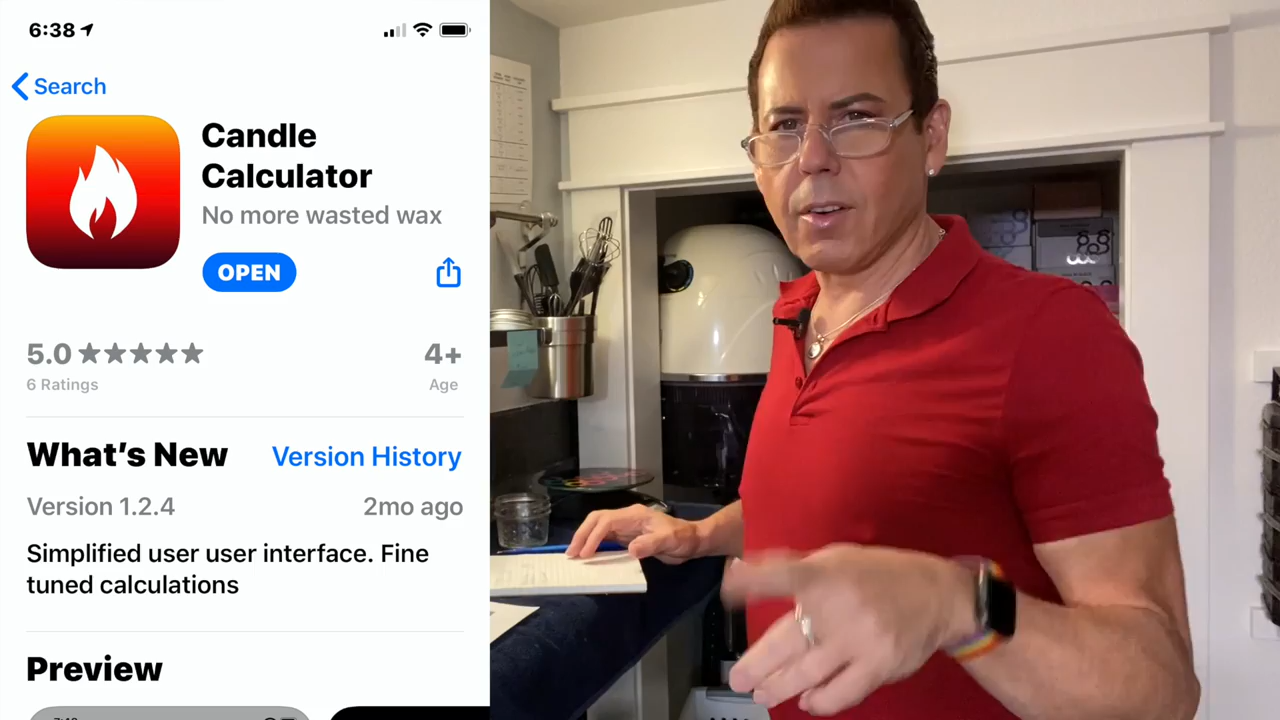 6:38
Search
Candle
Calculator
No more wasted wax
OPEN
5.0 ★★★★★
4+
6 Ratings
Age
What's New
Version History
Version 1.2.4
2mo ago
Simplified user user interface. Fine
tuned calculations
Preview